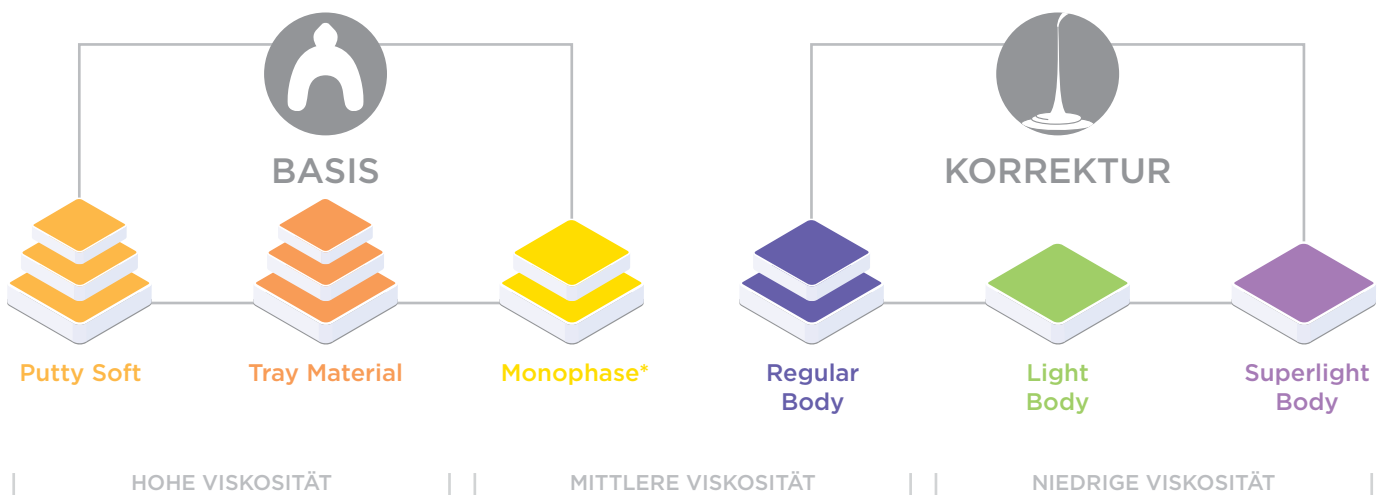 BASIS
KORREKTUR
Putty Soft
Tray Material
Monophase*
Regular
Body
Light
Body
Superlight
Body
HOHE VISKOSITÄT
MITTLERE VISKOSITÄT
NIEDRIGE VISKOSITÄT